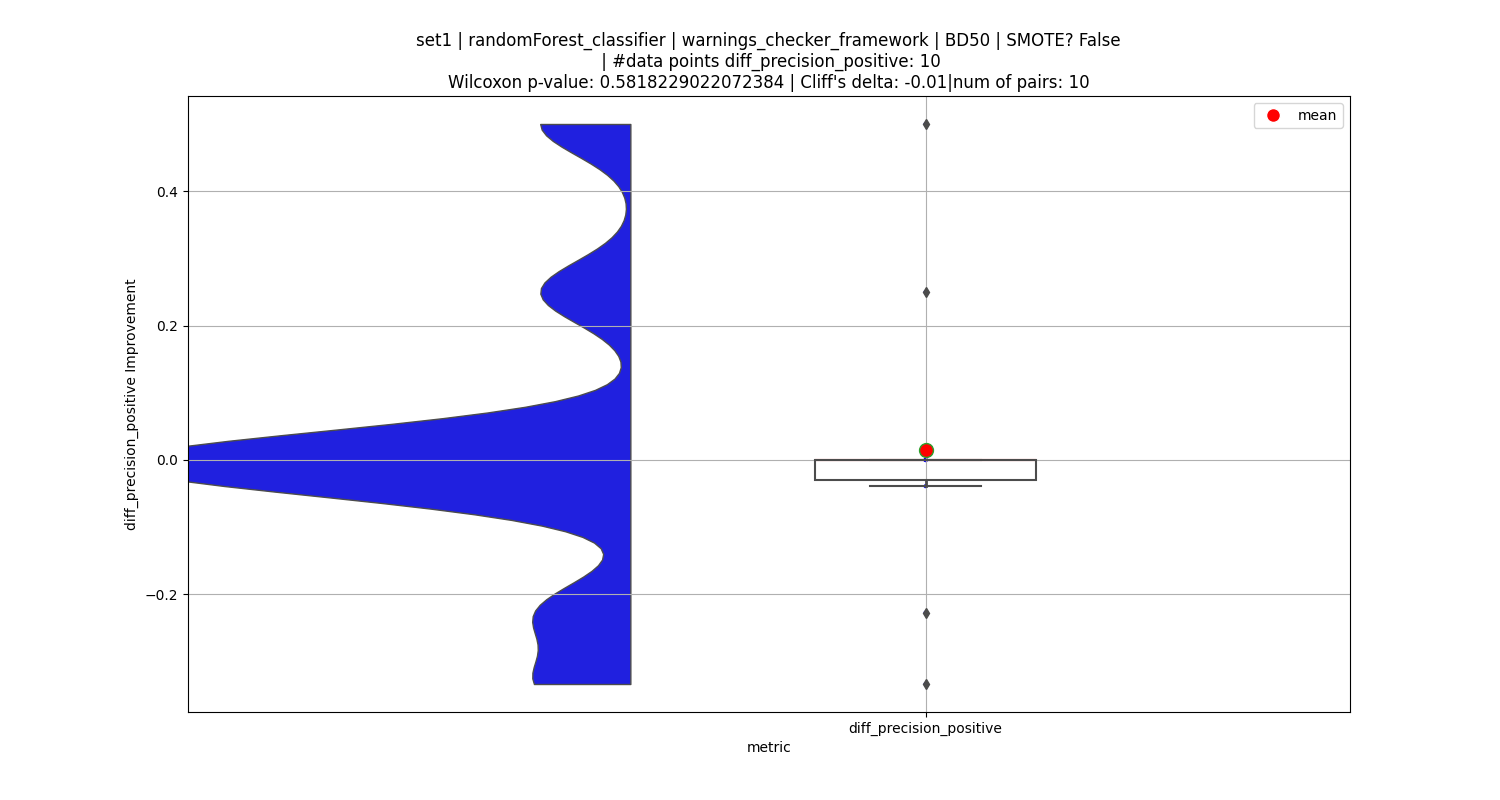 set1 | randomForest_classifier | warnings_checker_framework | BD50 | SMOTE? False
| #data points diff_precision_positive: 10
Wilcoxon p-value: 0.5818229022072384 | Cliff's delta: -0.01|num of pairs: 10
mean
0.4
0.2
0.0
−0.2
diff_precision_positive Improvement
diff_precision_positive
metric